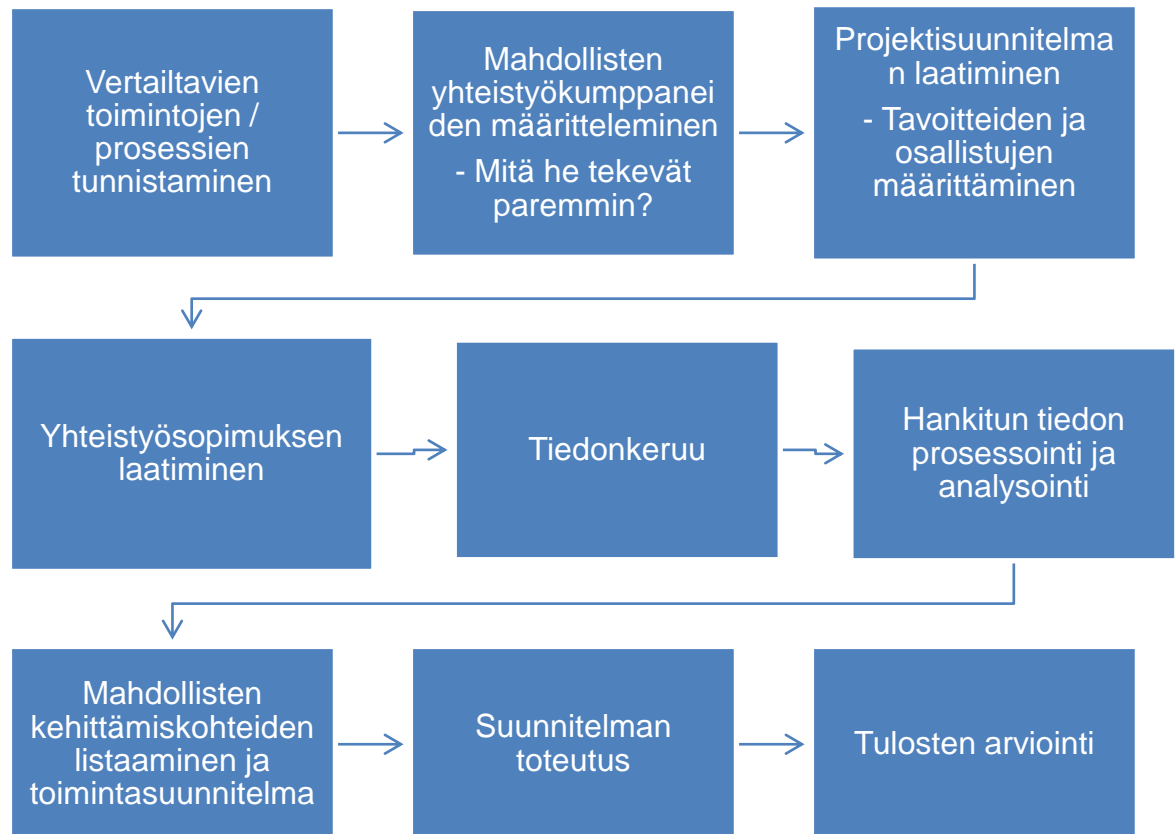 Vertailtavien
toimintojen /
prosessien
tunnistaminen
Mahdollisten
yhteistyökumppanei
den määritteleminen
- Mitä he tekevät
paremmin?
Projektisuunnitelma
n laatiminen
- Tavoitteiden ja
osallistujen
määrittäminen
Yhteistyösopimuksen
laatiminen
Tiedonkeruu
Hankitun tiedon
prosessointi ja
analysointi
Mahdollisten
kehittämiskohteiden
listaaminen ja
toimintasuunnitelma
Suunnitelman
toteutus
Tulosten arviointi